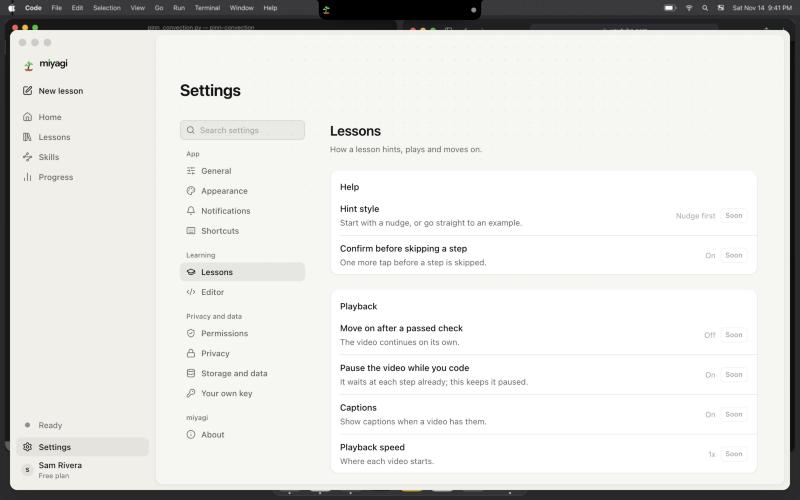 Code File Edit Selection View Go Run Terminal Window Help Sat Nov 14 9:41 PM
pinn_convection.py — pinn-convection
miyagi
New lesson
Home
Lessons
Skills
Progress
Ready
Settings
S
Sam Rivera
Free plan
Settings
Search settings
App
General
Appearance
Notifications
Shortcuts
Learning
Lessons
Editor
Privacy and data
Permissions
Privacy
Storage and data
Your own key
miyagi
About
Lessons
How a lesson hints, plays and moves on.
Help
Hint style
Start with a nudge, or go straight to an example.
Nudge first Soon
Confirm before skipping a step
One more tap before a step is skipped.
On Soon
Playback
Move on after a passed check
The video continues on its own.
Off Soon
Pause the video while you code
It waits at each step already; this keeps it paused.
On Soon
Captions
Show captions when a video has them.
On Soon
Playback speed
Where each video starts.
1x Soon